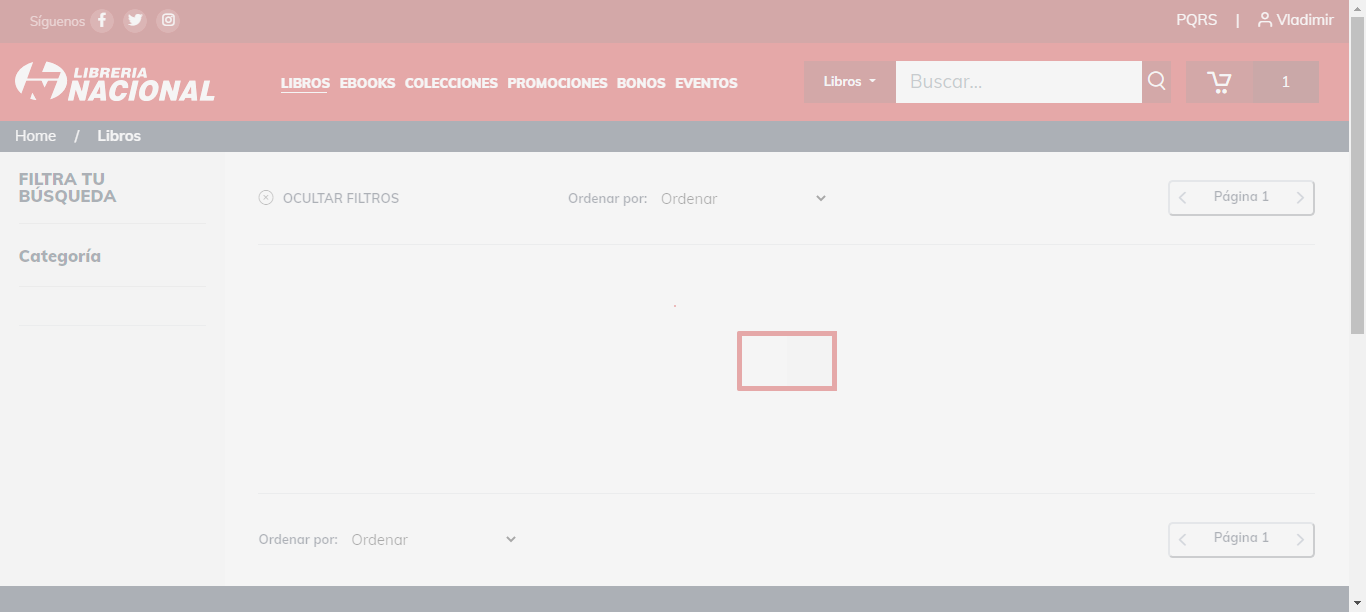 Síguenos
PQRS | Vladimir
LIBRERIA
NACIONAL
LIBROS EBOOKS COLECCIONES PROMOCIONES BONOS EVENTOS
Libros Buscar... 1
Home / Libros
FILTRA TU
BÚSQUEDA
Categoría
OCULTAR FILTROS
Ordenar por: Ordenar
Página 1
Ordenar por: Ordenar
Página 1